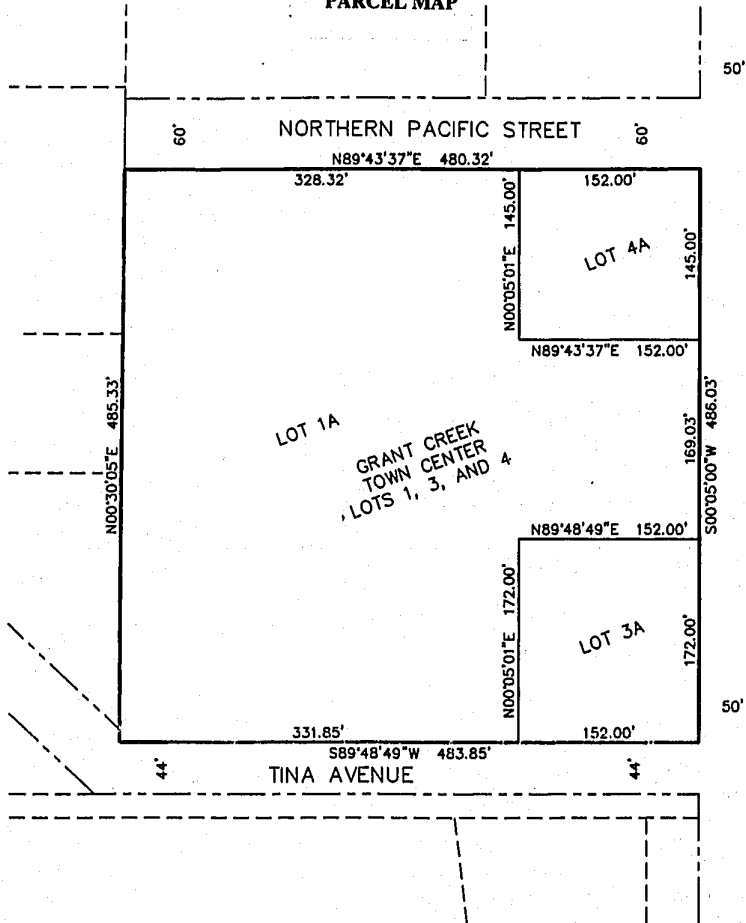 PARCEL MAP
50'
60'
NORTHERN PACIFIC STREET
60'
N89°43'37"E 480.32'
328.32'
152.00'
N00°05'01"E 145.00'
LOT 4A
145.00'
N89°43'37"E 152.00'
N00°30'05"E 485.33'
LOT 1A
GRANT CREEK
TOWN CENTER
, LOTS 1, 3, AND 4
169.03'
S00°05'00"W 486.03'
N89°48'49"E 152.00'
N00°05'01"E 172.00'
LOT 3A
172.00'
50'
331.85'
152.00'
S89°48'49"W 483.85'
44'
TINA AVENUE
44'